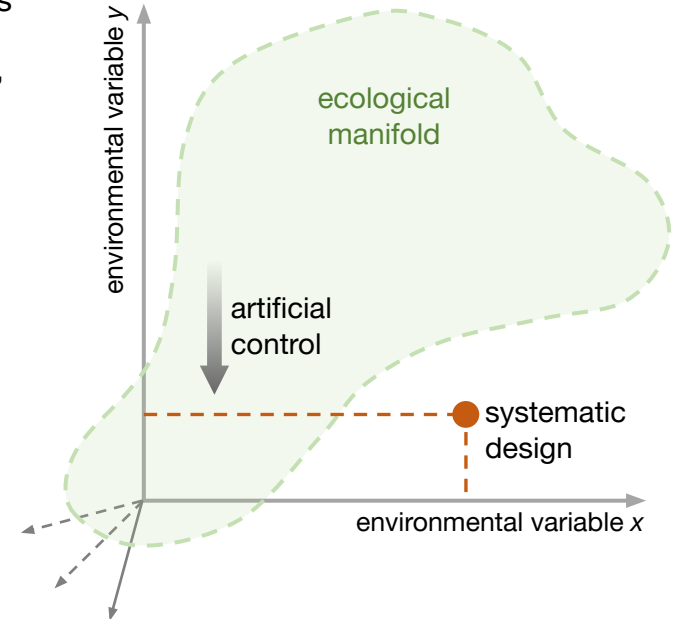 s
,
environmental variable y
ecological
manifold
artificial
control
systematic
design
environmental variable x